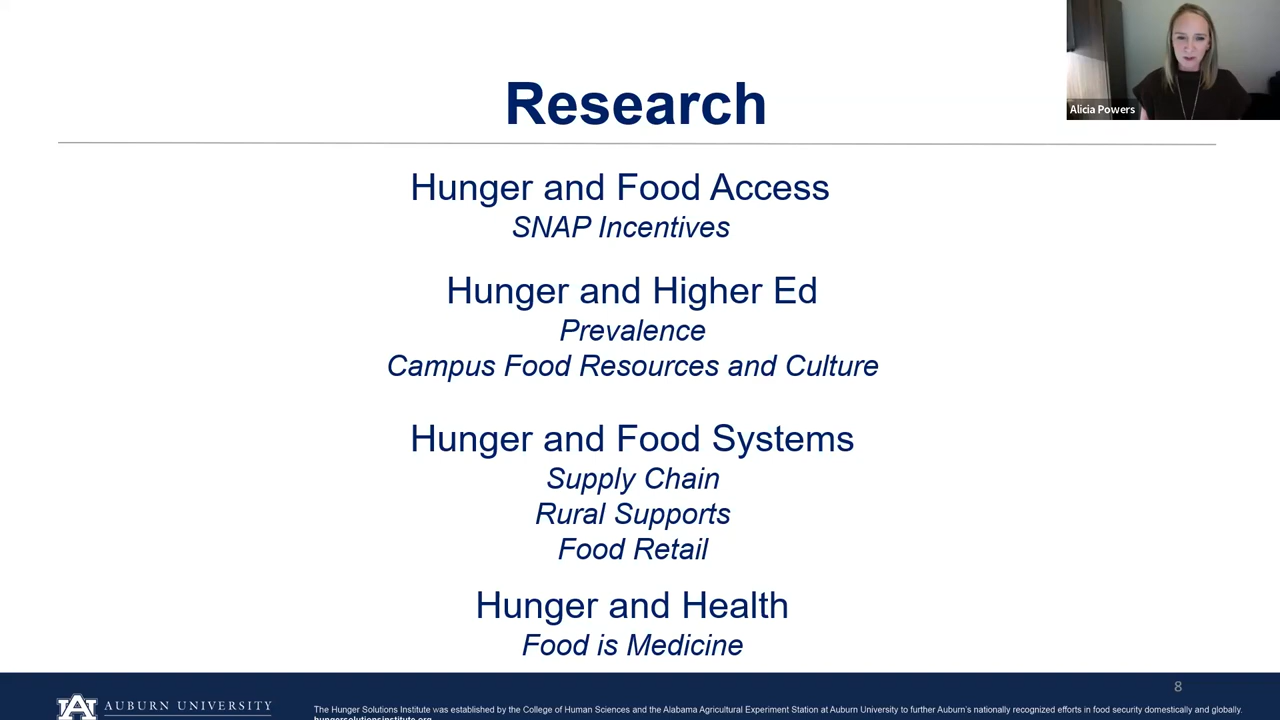 Research
Alicia Powers
Hunger and Food Access
SNAP Incentives
Hunger and Higher Ed
Prevalence
Campus Food Resources and Culture
Hunger and Food Systems
Supply Chain
Rural Supports
Food Retail
Hunger and Health
Food is Medicine
8
AUBURN UNIVERSITY
The Hunger Solutions Institute was established by the College of Human Sciences and the Alabama Agricultural Experiment Station at Auburn University to further Auburn's nationally recognized efforts in food security domestically and globally.
hungersolutionsinstitute.org